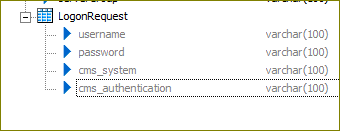 LogonRequest
username varchar(100)
password varchar(100)
cms_system varchar(100)
cms_authentication varchar(100)